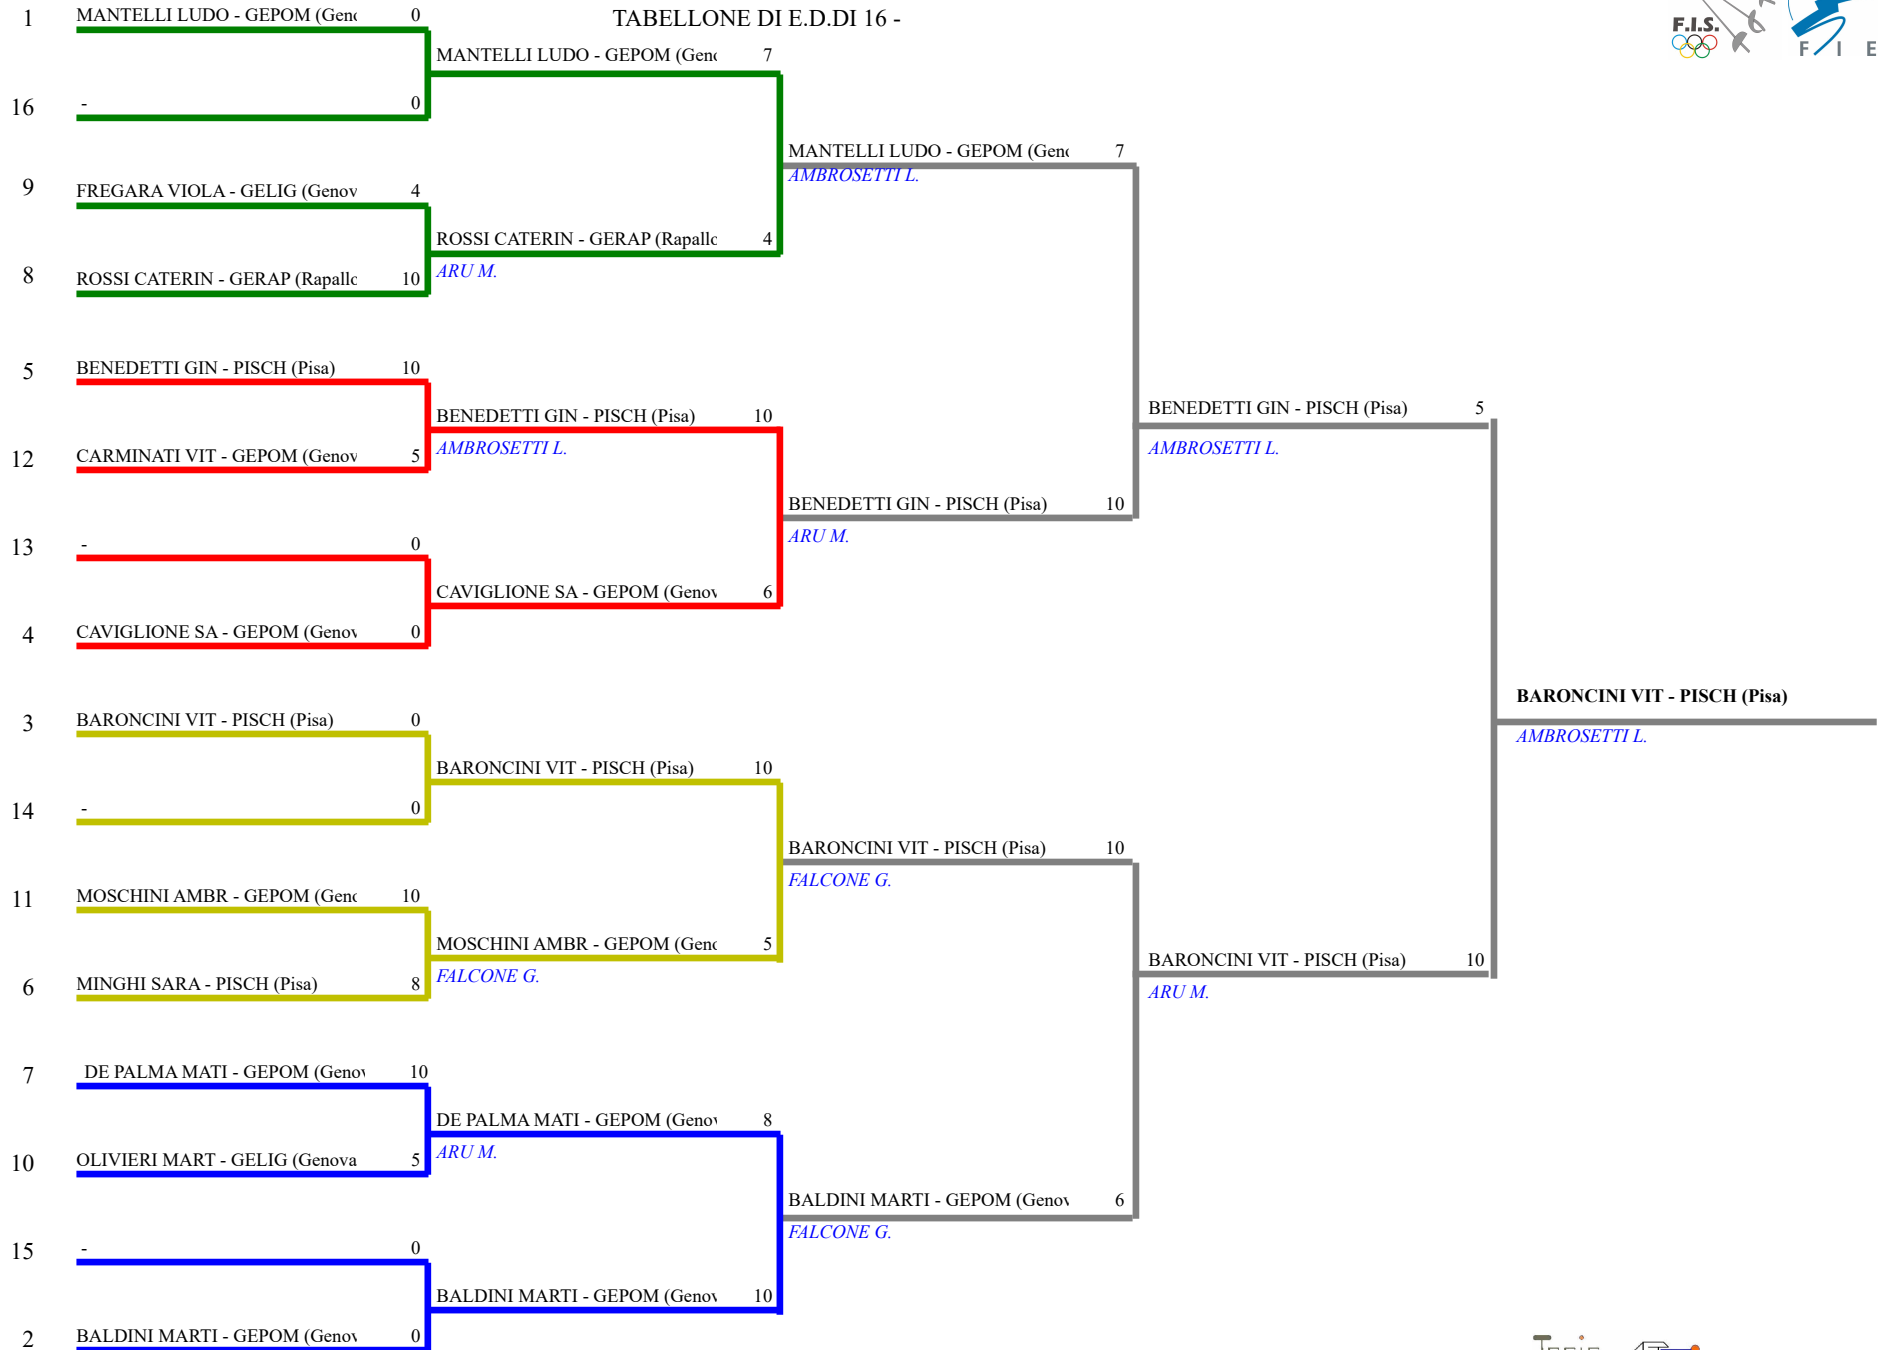 TABELLONE DI E.D.DI 16 -
F.I.S.
F I E
1 MANTELLI LUDO - GEPOM (Geno 0
16 - 0
9 FREGARA VIOLA - GELIG (Genov 4
8 ROSSI CATERIN - GERAP (Rapallo 10
5 BENEDETTI GIN - PISCH (Pisa) 10
12 CARMINATI VIT - GEPOM (Genov 5
13 - 0
4 CAVIGLIONE SA - GEPOM (Genov 0
3 BARONCINI VIT - PISCH (Pisa) 0
14 - 0
11 MOSCHINI AMBR - GEPOM (Geno 10
6 MINGHI SARA - PISCH (Pisa) 8
7 DE PALMA MATI - GEPOM (Genov 10
10 OLIVIERI MART - GELIG (Genova 5
15 - 0
2 BALDINI MARTI - GEPOM (Genov 0
MANTELLI LUDO - GEPOM (Geno 7
ROSSI CATERIN - GERAP (Rapallo 4
ARU M.
BENEDETTI GIN - PISCH (Pisa) 10
AMBROSETTI L.
CAVIGLIONE SA - GEPOM (Genov 6
BARONCINI VIT - PISCH (Pisa) 10
MOSCHINI AMBR - GEPOM (Geno 5
FALCONE G.
DE PALMA MATI - GEPOM (Genov 8
ARU M.
BALDINI MARTI - GEPOM (Genov 10
MANTELLI LUDO - GEPOM (Geno 7
AMBROSETTI L.
BENEDETTI GIN - PISCH (Pisa) 10
ARU M.
BARONCINI VIT - PISCH (Pisa) 10
FALCONE G.
BALDINI MARTI - GEPOM (Genov 6
FALCONE G.
BENEDETTI GIN - PISCH (Pisa) 5
AMBROSETTI L.
BARONCINI VIT - PISCH (Pisa) 10
ARU M.
BARONCINI VIT - PISCH (Pisa)
AMBROSETTI L.